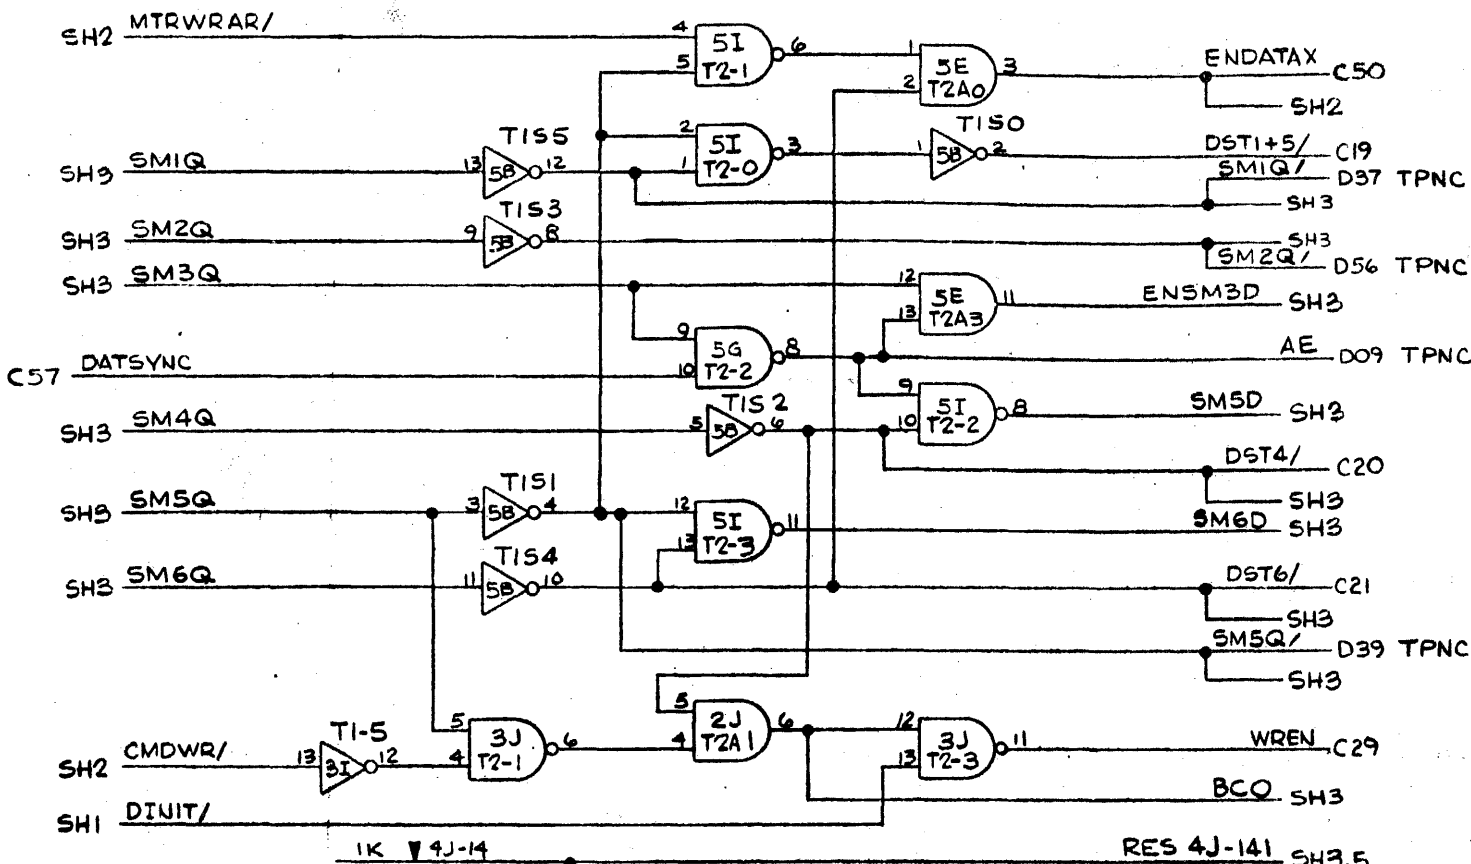 SH2 MTRWRAR/ 4 5I T2-1 5 6 1 5E T2A0 2 3 ENDATAX C50
SH2
SH3 SM1Q 13 TIS5 5B 12 2 5I T2-0 1 3 1 TIS0 5B 2 DST1+5/ C19
SM1Q/ D37 TPNC
SH3
SH3 SM2Q 9 TIS3 5B 8 SH3
SM2Q/ D56 TPNC
SH3 SM3Q 12 5E T2A3 13 11 ENSM3D SH3
C57 DATSYNC 9 5G T2-2 10 8 AE D09 TPNC
9 5I T2-2 10 8 SM5D SH3
SH3 SM4Q 5 TIS2 5B 6
DST4/ C20
SH3
SH3 SM5Q 3 TIS1 5B 4 12 5I T2-3 13 11 SM6D SH3
SH3 SM6Q 11 TIS4 5B 10 DST6/ C21
SH3
SM5Q/ D39 TPNC
SH3
SH2 CMDWR/ 13 T1-5 3I 12 5 3J T2-1 4 6 5 2J T2A1 4 6 12 3J T2-3 13 11 WREN C29
BCO SH3
SH1 DINIT/
1K 4J-14 RES 4J-141 SH3,5